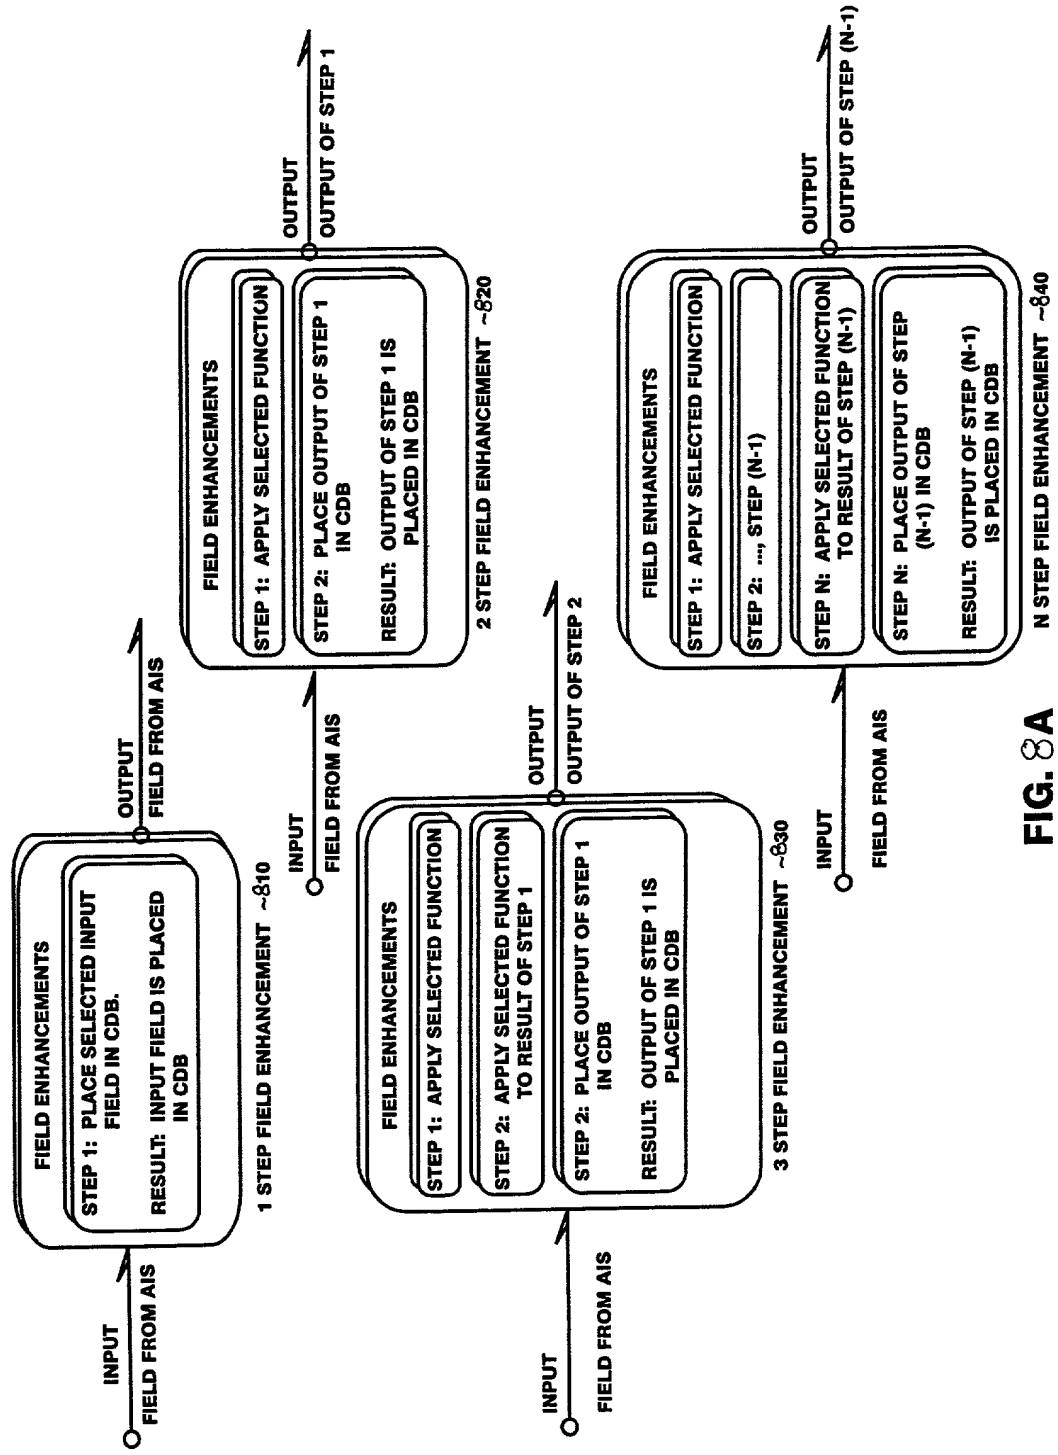 INPUT
FIELD FROM AIS
FIELD ENHANCEMENTS
STEP 1: PLACE SELECTED INPUT
FIELD IN CDB.
RESULT: INPUT FIELD IS PLACED
IN CDB
OUTPUT
FIELD FROM AIS
1 STEP FIELD ENHANCEMENT ~810
INPUT
FIELD FROM AIS
FIELD ENHANCEMENTS
STEP 1: APPLY SELECTED FUNCTION
STEP 2: PLACE OUTPUT OF STEP 1
IN CDB
RESULT: OUTPUT OF STEP 1 IS
PLACED IN CDB
OUTPUT
OUTPUT OF STEP 1
2 STEP FIELD ENHANCEMENT ~820
INPUT
FIELD FROM AIS
FIELD ENHANCEMENTS
STEP 1: APPLY SELECTED FUNCTION
STEP 2: APPLY SELECTED FUNCTION
TO RESULT OF STEP 1
STEP 2: PLACE OUTPUT OF STEP 1
IN CDB
RESULT: OUTPUT OF STEP 1 IS
PLACED IN CDB
OUTPUT
OUTPUT OF STEP 2
3 STEP FIELD ENHANCEMENT ~830
INPUT
FIELD FROM AIS
FIELD ENHANCEMENTS
STEP 1: APPLY SELECTED FUNCTION
STEP 2: ..., STEP (N-1)
STEP N: APPLY SELECTED FUNCTION
TO RESULT OF STEP (N-1)
STEP N: PLACE OUTPUT OF STEP
(N-1) IN CDB
RESULT: OUTPUT OF STEP (N-1)
IS PLACED IN CDB
OUTPUT
OUTPUT OF STEP (N-1)
N STEP FIELD ENHANCEMENT ~840
FIG. 8A